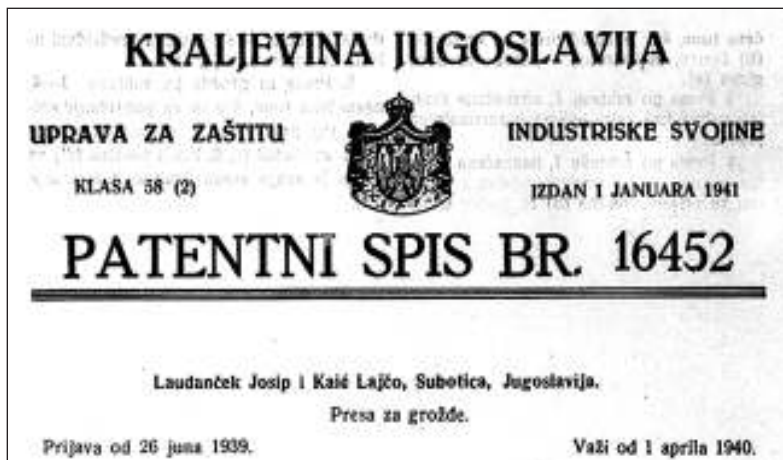 KRALJEVINA JUGOSLAVIJA
UPRAVA ZA ZAŠTITU
INDUSTRISKE SVOJINE
KLASA 58 (2)
IZDAN 1 JANUARA 1941
PATENTNI SPIS BR. 16452
Laudanček Josip i Kaić Lajčo, Subotica, Jugoslavija.
Presa za grožđe.
Prijava od 26 juna 1939.
Važi od 1 aprila 1940.